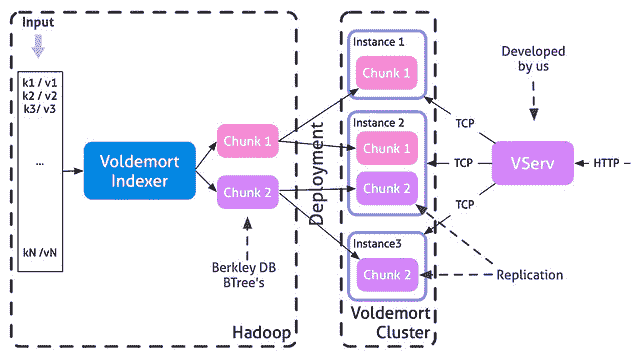 Input
k1 / v1
k2 / v2
k3/ v3
...
kN /vN
Voldemort
Indexer
Chunk 1
Chunk 2
Berkley DB
BTree's
Hadoop
Deployment
Instance 1
Chunk 1
Instance 2
Chunk 1
Chunk 2
Instance3
Chunk 2
Voldemort
Cluster
TCP
TCP
TCP
Developed
by us
VServ
HTTP
Replication